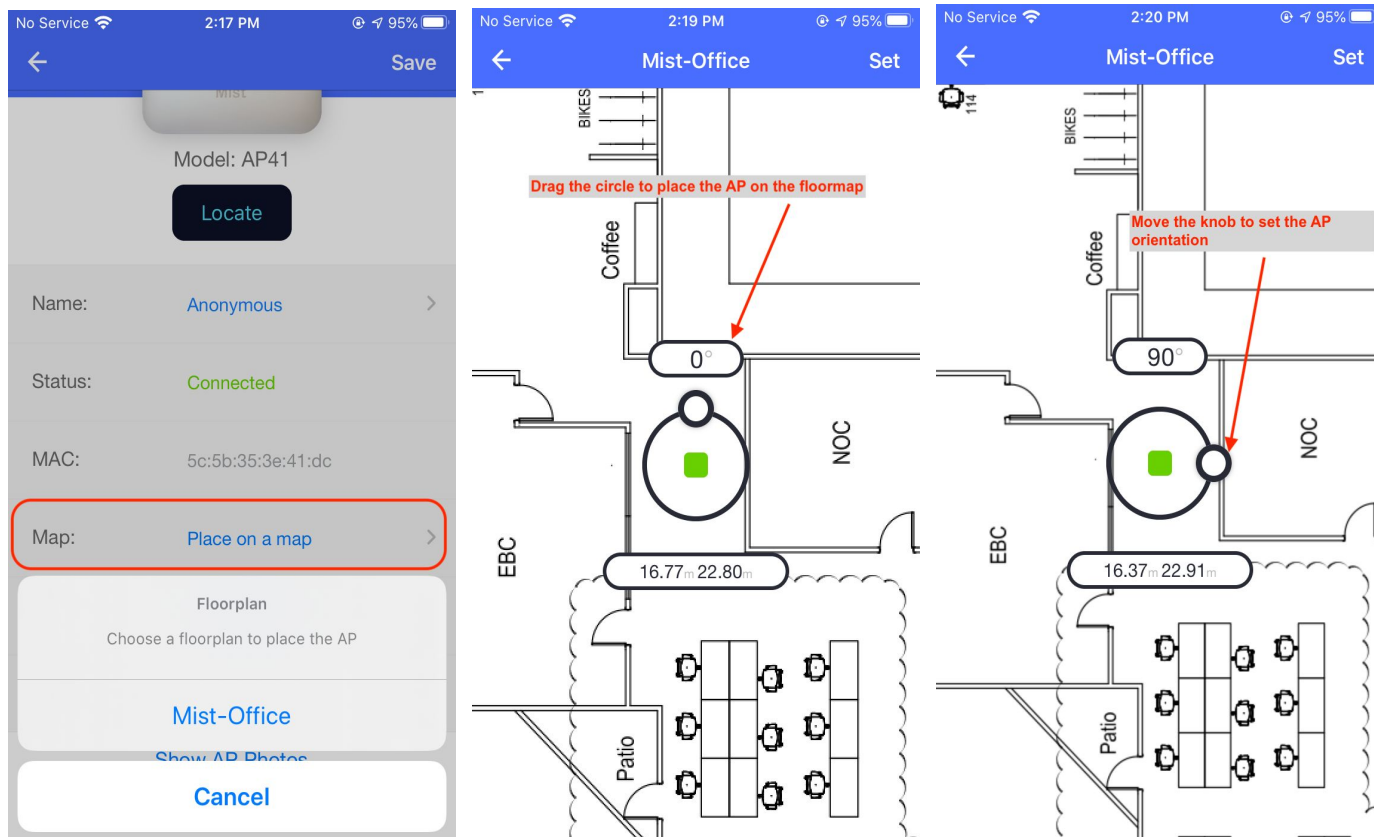 No Service 2:17 PM 95%
Save
Mist
Model: AP41
Locate
Name: Anonymous
Status: Connected
MAC: 5c:5b:35:3e:41:dc
Map: Place on a map
Floorplan
Choose a floorplan to place the AP
Mist-Office
Show AP Photos
Cancel
No Service 2:19 PM 95%
Mist-Office Set
BIKES
Drag the circle to place the AP on the floormap
Coffee
0°
NOC
EBC
16.77m 22.80m
Patio
No Service 2:20 PM 95%
Mist-Office Set
114
BIKES
Move the knob to set the AP
orientation
Coffee
90°
NOC
EBC
16.37m 22.91m
Patio